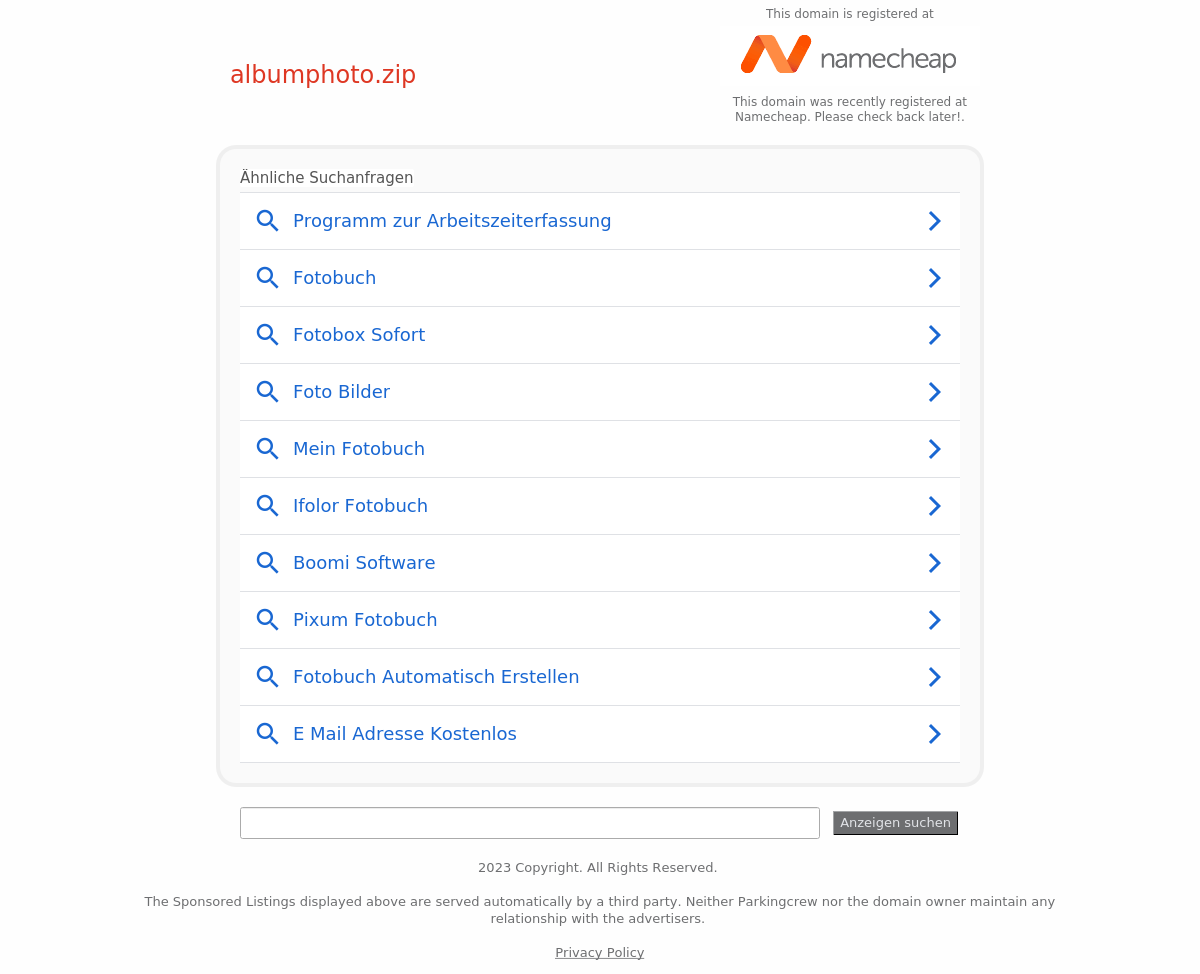 This domain is registered at
namecheap
albumphoto.zip
This domain was recently registered at
Namecheap. Please check back later!.
Ähnliche Suchanfragen
Programm zur Arbeitszeiterfassung
Fotobuch
Fotobox Sofort
Foto Bilder
Mein Fotobuch
Ifolor Fotobuch
Boomi Software
Pixum Fotobuch
Fotobuch Automatisch Erstellen
E Mail Adresse Kostenlos
Anzeigen suchen
2023 Copyright. All Rights Reserved.
The Sponsored Listings displayed above are served automatically by a third party. Neither Parkingcrew nor the domain owner maintain any
relationship with the advertisers.
Privacy Policy